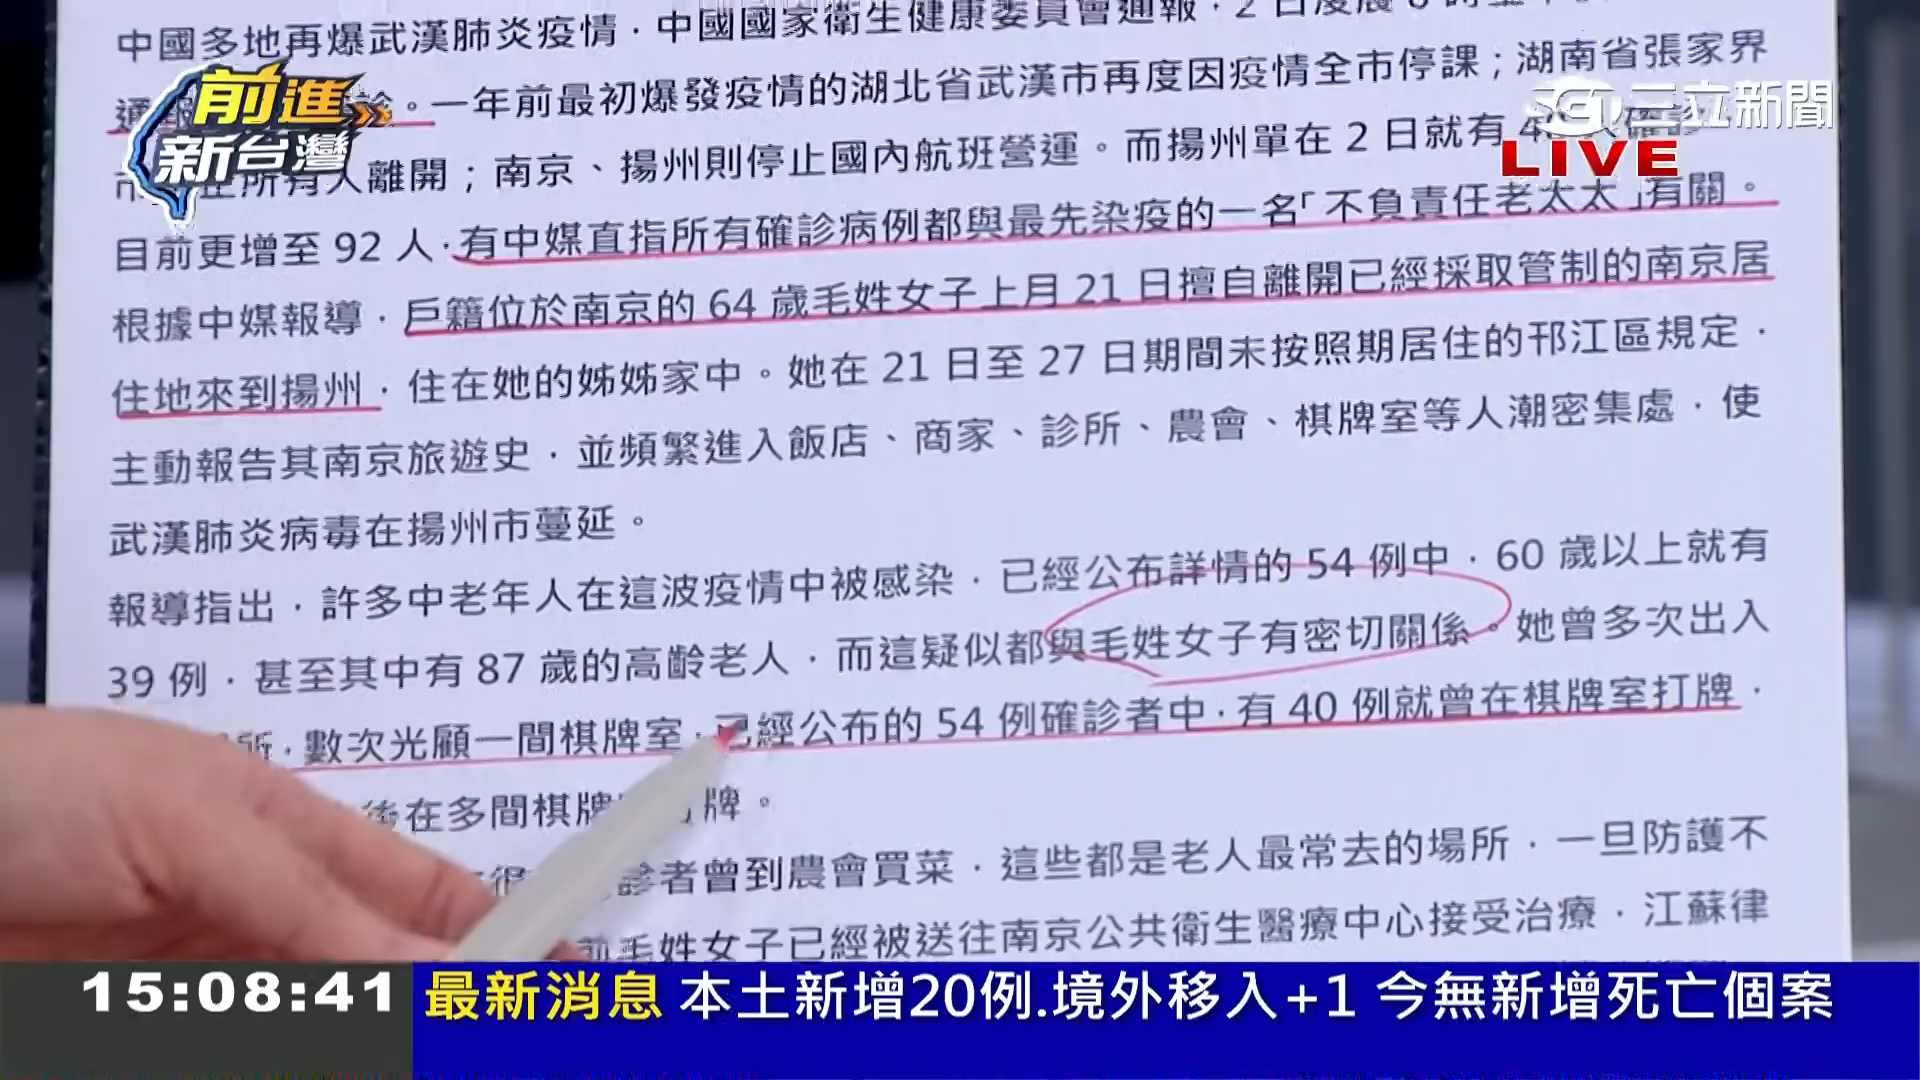 中國多地再爆武漢肺炎疫情，中國國家衛生健康委員會通報，2日凌晨
診。一年前最初爆發疫情的湖北省武漢市再度因疫情全市停課；湖南省張家界
所有人離開；南京、揚州則停止國內航班營運。而揚州單在 2 日就有
目前更增至 92 人，有中媒直指所有確診病例都與最先染疫的一名「不負責任老太太」有關。
根據中媒報導，戶籍位於南京的 64 歲毛姓女子上月 21 日擅自離開已經採取管制的南京居
住地來到揚州，住在她的姊姊家中。她在 21 日至 27 日期間未按照期居住的邗江區規定，
主動報告其南京旅遊史，並頻繁進入飯店、商家、診所、農會、棋牌室等人潮密集處，使
武漢肺炎病毒在揚州市蔓延。
報導指出，許多中老年人在這波疫情中被感染，已經公布詳情的 54 例中，60 歲以上就有
39 例，甚至其中有 87 歲的高齡老人，而這疑似都與毛姓女子有密切關係。她曾多次出入
所，數次光顧一間棋牌室，已經公布的 54 例確診者中，有 40 例就曾在棋牌室打牌，
後在多間棋牌 牌。
診者曾到農會買菜，這些都是老人最常去的場所，一旦防護不
前毛姓女子已經被送往南京公共衛生醫療中心接受治療，江蘇律
前進
新台灣
三立新聞
LIVE
15:08:41
最新消息 本土新增20例.境外移入+1 今無新增死亡個案